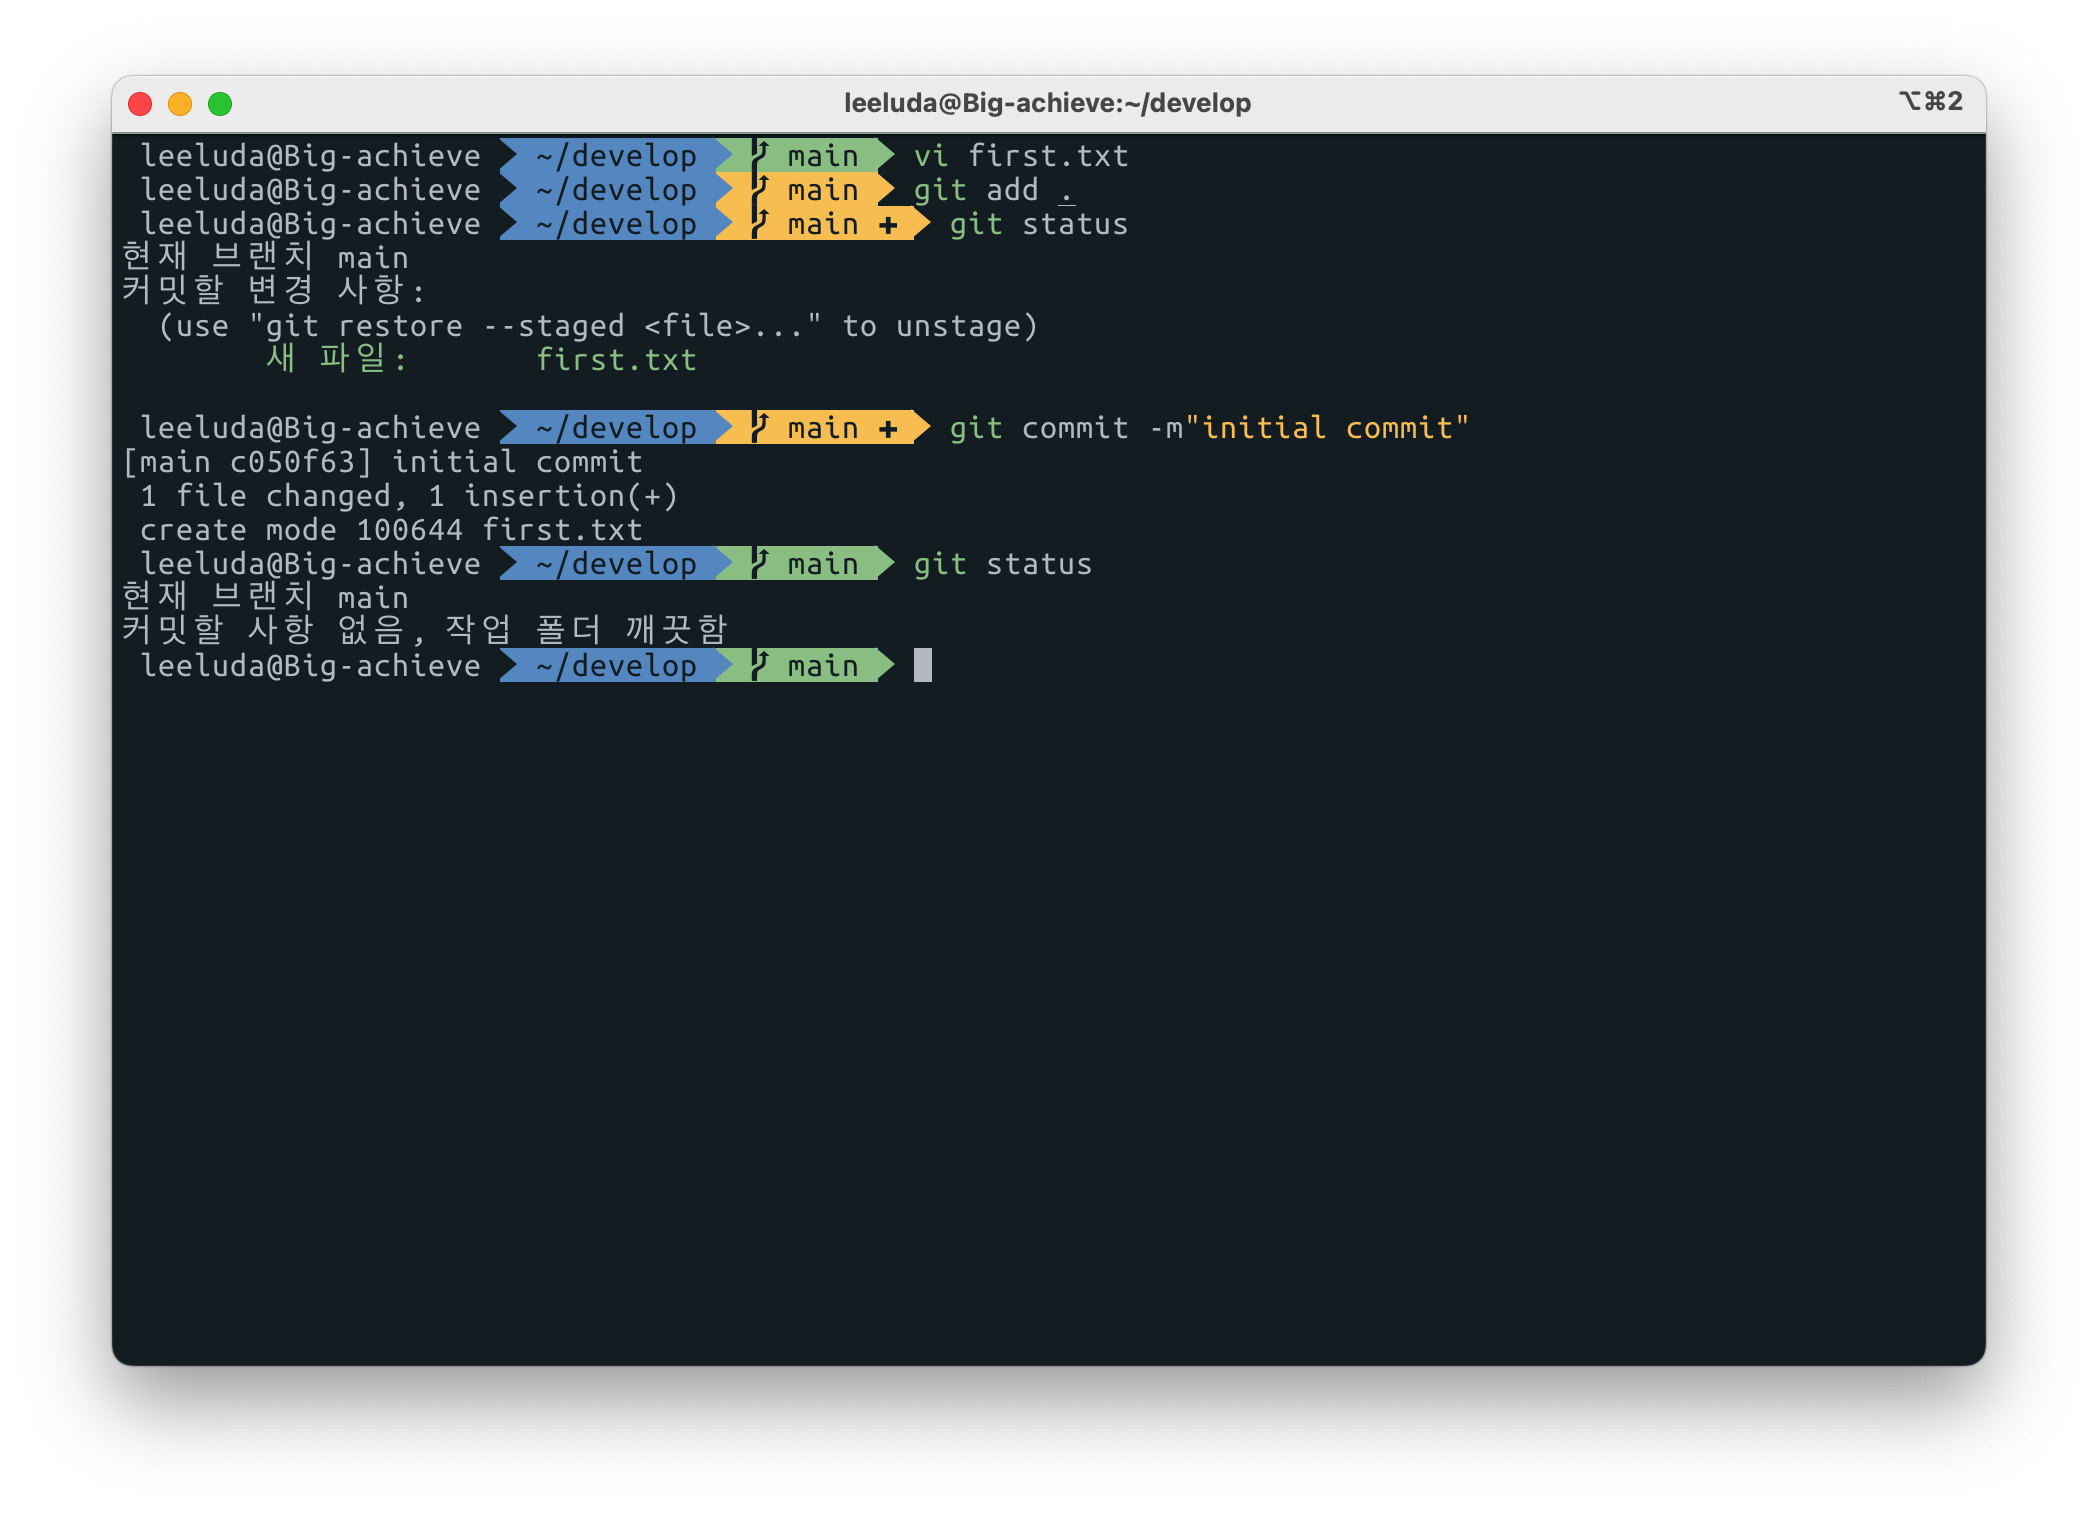 leeluda@Big-achieve:~/develop
⌥⌘2
leeluda@Big-achieve ~/develop main vi first.txt
leeluda@Big-achieve ~/develop main git add .
leeluda@Big-achieve ~/develop main ✚ git status
현재 브랜치 main
커밋할 변경 사항:
(use "git restore --staged <file>..." to unstage)
새 파일: first.txt
leeluda@Big-achieve ~/develop main ✚ git commit -m"initial commit"
[main c050f63] initial commit
1 file changed, 1 insertion(+)
create mode 100644 first.txt
leeluda@Big-achieve ~/develop main git status
현재 브랜치 main
커밋할 사항 없음, 작업 폴더 깨끗함
leeluda@Big-achieve ~/develop main